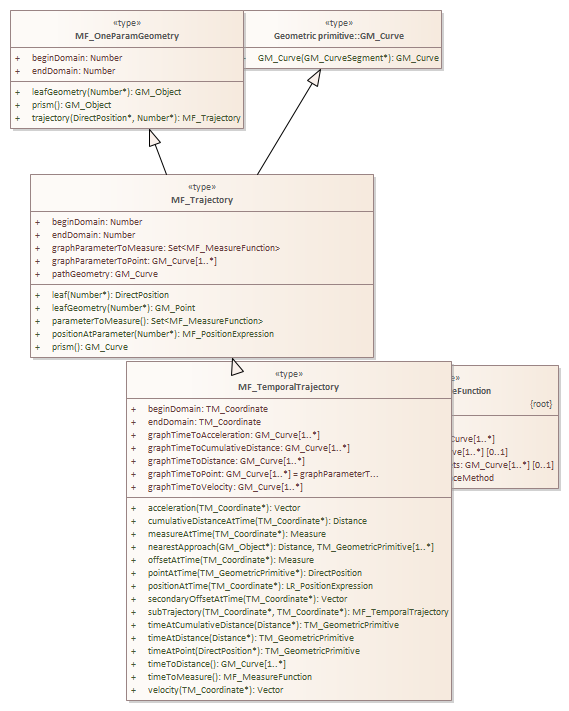 «type»
MF_OneParamGeometry
+ beginDomain: Number
+ endDomain: Number
+ leafGeometry(Number*): GM_Object
+ prism(): GM_Object
+ trajectory(DirectPosition*, Number*): MF_Trajectory
«type»
Geometric primitive::GM_Curve
GM_Curve(GM_CurveSegment*): GM_Curve
«type»
MF_Trajectory
+ beginDomain: Number
+ endDomain: Number
+ graphParameterToMeasure: Set<MF_MeasureFunction>
+ graphParameterToPoint: GM_Curve[1..*]
+ pathGeometry: GM_Curve
+ leaf(Number*): DirectPosition
+ leafGeometry(Number*): GM_Point
+ parameterToMeasure(): Set<MF_MeasureFunction>
+ positionAtParameter(Number*): MF_PositionExpression
+ prism(): GM_Curve
«type»
MF_TemporalTrajectory
+ beginDomain: TM_Coordinate
+ endDomain: TM_Coordinate
+ graphTimeToAcceleration: GM_Curve[1..*]
+ graphTimeToCumulativeDistance: GM_Curve[1..*]
+ graphTimeToDistance: GM_Curve[1..*]
+ graphTimeToPoint: GM_Curve[1..*] = graphParameterT...
+ graphTimeToVelocity: GM_Curve[1..*]
+ acceleration(TM_Coordinate*): Vector
+ cumulativeDistanceAtTime(TM_Coordinate*): Distance
+ measureAtTime(TM_Coordinate*): Measure
+ nearestApproach(GM_Object*): Distance, TM_GeometricPrimitive[1..*]
+ offsetAtTime(TM_Coordinate*): Measure
+ pointAtTime(TM_GeometricPrimitive*): DirectPosition
+ positionAtTime(TM_Coordinate*): LR_PositionExpression
+ secondaryOffsetAtTime(TM_Coordinate*): Vector
+ subTrajectory(TM_Coordinate*, TM_Coordinate*): MF_TemporalTrajectory
+ timeAtCumulativeDistance(Distance*): TM_GeometricPrimitive
+ timeAtDistance(Distance*): TM_GeometricPrimitive
+ timeAtPoint(DirectPosition*): TM_GeometricPrimitive
+ timeToDistance(): GM_Curve[1..*]
+ timeToMeasure(): MF_MeasureFunction
+ velocity(TM_Coordinate*): Vector
e»
eFunction
{root}
Curve[1..*]
ve[1..*] [0..1]
ets: GM_Curve[1..*] [0..1]
ceMethod